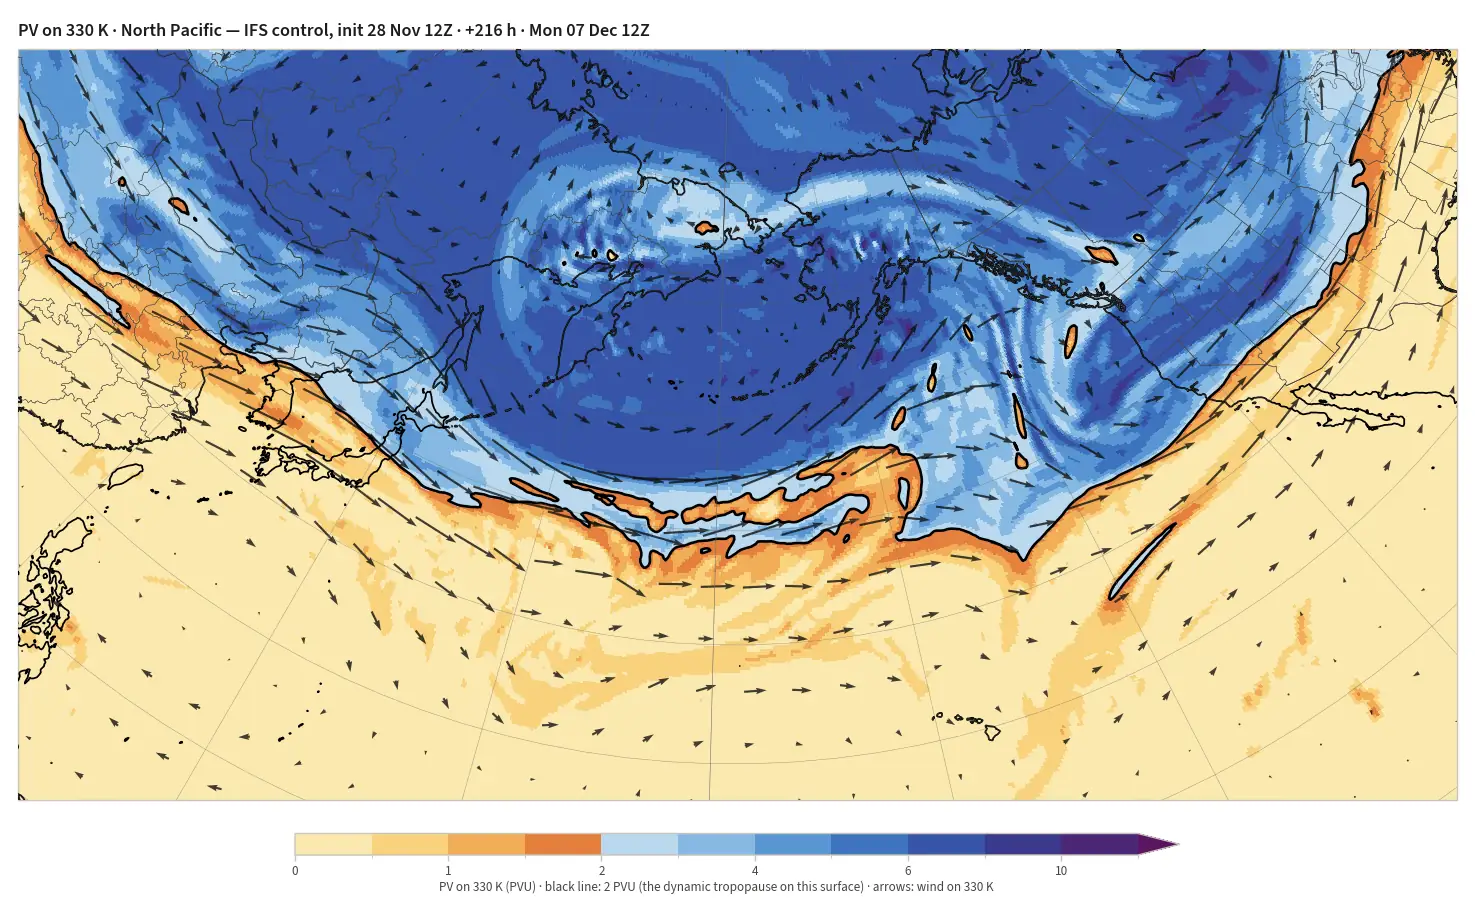 PV on 330 K · North Pacific — IFS control, init 28 Nov 12Z · +216 h · Mon 07 Dec 12Z
0 1 2 4 6 10
PV on 330 K (PVU) · black line: 2 PVU (the dynamic tropopause on this surface) · arrows: wind on 330 K